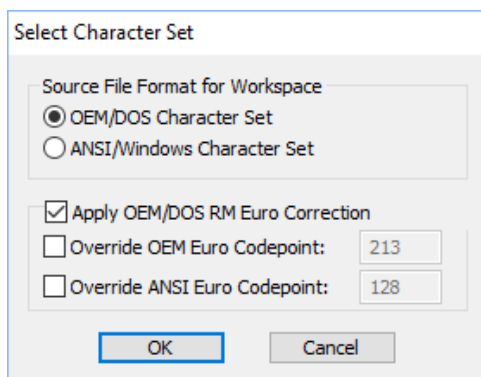 Select Character Set
Source File Format for Workspace
OEM/DOS Character Set
ANSI/Windows Character Set
Apply OEM/DOS RM Euro Correction
Override OEM Euro Codepoint: 213
Override ANSI Euro Codepoint: 128
OK Cancel